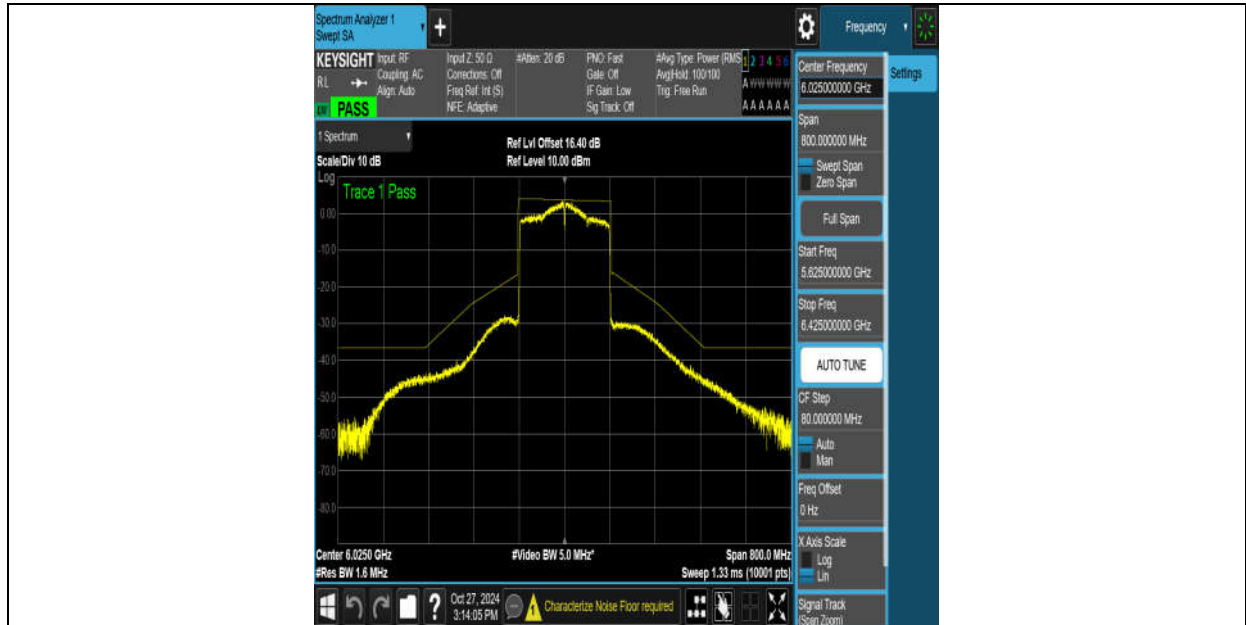 Spectrum Analyzer 1
Swept SA
+
Frequency
KEYSIGHT
RL
PASS
Input: RF
Coupling: AC
Align: Auto
Input Z: 50 Ω
Corrections: Off
Freq Ref: Int (S)
NFE: Adaptive
#Atten: 20 dB
PNO: Fast
Gate: Off
IF Gain: Low
Sig Track: Off
#Avg Type: Power (RMS
Avg|Hold: 100/100
Trig: Free Run
1 2 3 4 5 6
A W W W W W
A A A A A A
1 Spectrum
Scale/Div 10 dB
Ref Lvl Offset 16.40 dB
Ref Level 10.00 dBm
Log
Trace 1 Pass
0.00
-10.0
-20.0
-30.0
-40.0
-50.0
-60.0
-70.0
-80.0
Center 6.0250 GHz
#Res BW 1.6 MHz
#Video BW 5.0 MHz*
Span 800.0 MHz
Sweep 1.33 ms (10001 pts)
Center Frequency
6.025000000 GHz
Settings
Span
800.000000 MHz
Swept Span
Zero Span
Full Span
Start Freq
5.625000000 GHz
Stop Freq
6.425000000 GHz
AUTO TUNE
CF Step
80.000000 MHz
Auto
Man
Freq Offset
0 Hz
X Axis Scale
Log
Lin
Signal Track
(Span Zoom)
?
Oct 27, 2024
3:14:05 PM
Characterize Noise Floor required